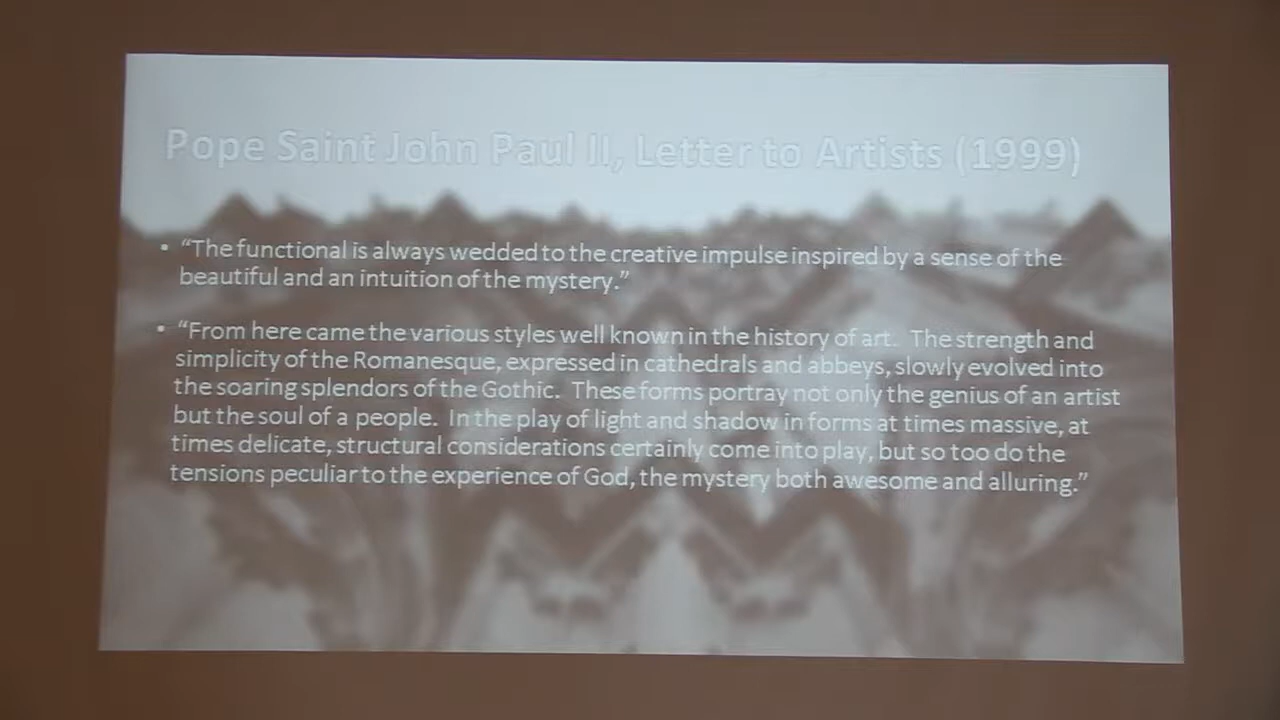 Pope Saint John Paul II, Letter to Artists (1999)
• “The functional is always wedded to the creative impulse inspired by a sense of the
beautiful and an intuition of the mystery.”
• “From here came the various styles well known in the history of art. The strength and
simplicity of the Romanesque, expressed in cathedrals and abbeys, slowly evolved into
the soaring splendors of the Gothic. These forms portray not only the genius of an artist
but the soul of a people. In the play of light and shadow in forms at times massive, at
times delicate, structural considerations certainly come into play, but so too do the
tensions peculiar to the experience of God, the mystery both awesome and alluring.”